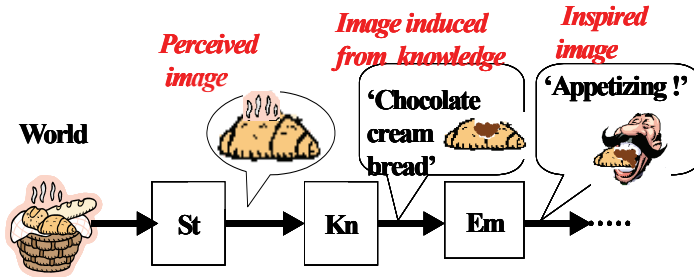 Perceived
image
Image induced
from knowledge
Inspired
image
World
‘Chocolate
cream
bread’
‘Appetizing !’
St
Kn
Em
.....